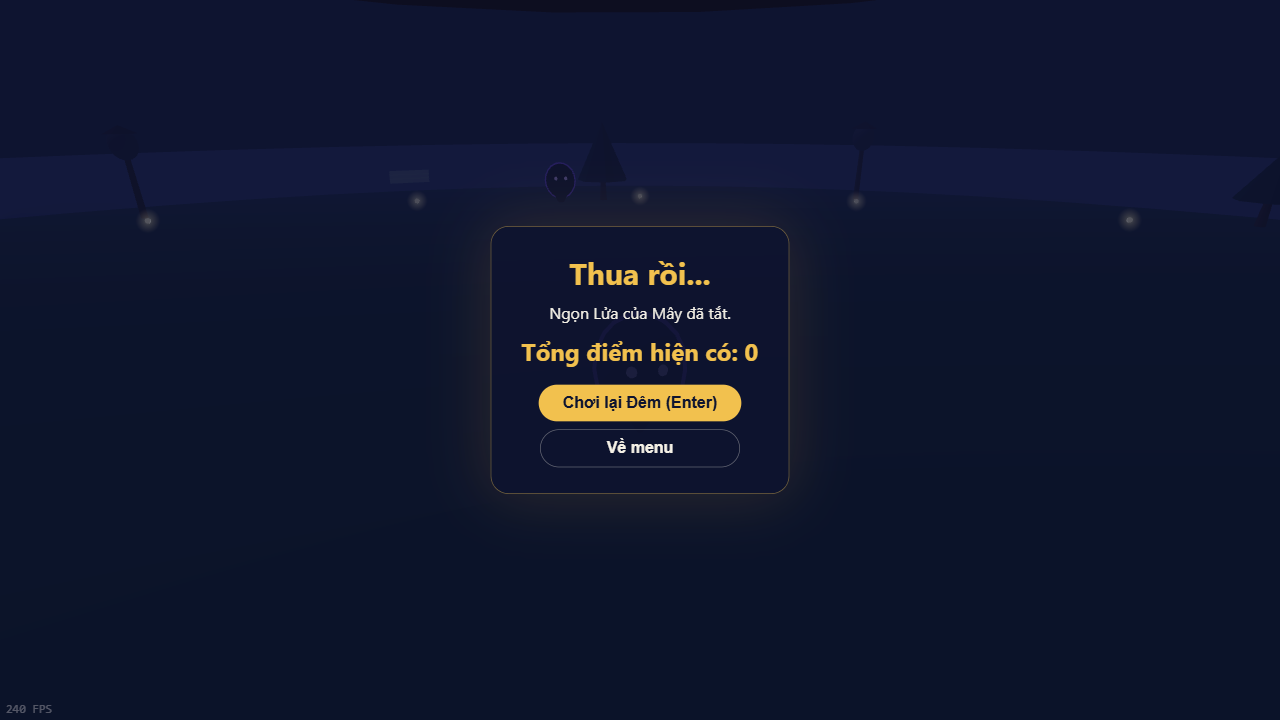 Thua rồi...
Ngọn Lửa của Mây đã tắt.
Tổng điểm hiện có: 0
Chơi lại Đêm (Enter)
Về menu
240 FPS